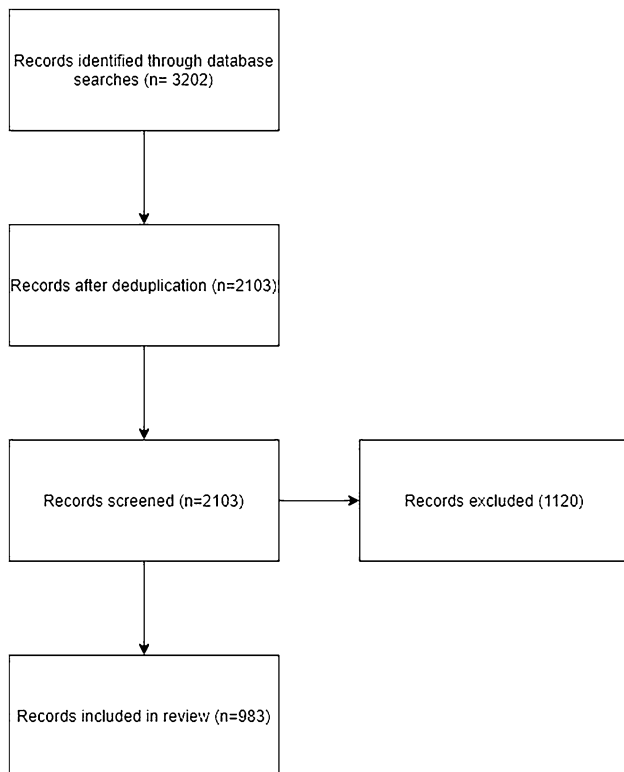 Records identified through database
searches (n= 3202)
Records after deduplication (n=2103)
Records screened (n=2103)
Records excluded (1120)
Records included in review (n=983)